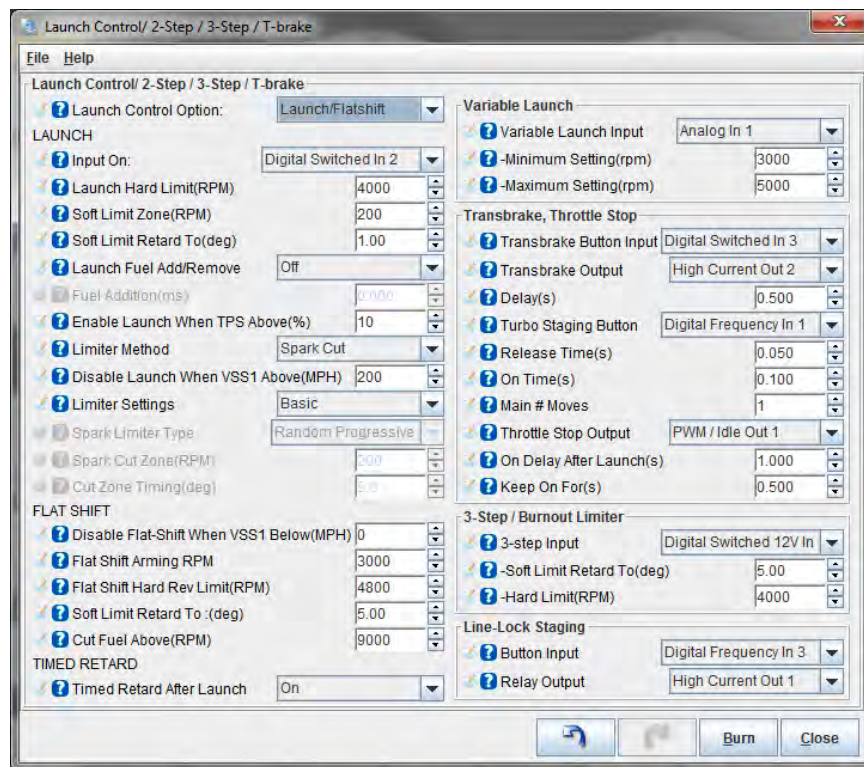 Launch Control/ 2-Step / 3-Step / T-brake
File Help
Launch Control/ 2-Step / 3-Step / T-brake
Launch Control Option: Launch/Flatshift
LAUNCH
Input On: Digital Switched In 2
Launch Hard Limit(RPM) 4000
Soft Limit Zone(RPM) 200
Soft Limit Retard To(deg) 1.00
Launch Fuel Add/Remove Off
Fuel Addition(ms) 0.000
Enable Launch When TPS Above(%) 10
Limiter Method Spark Cut
Disable Launch When VSS1 Above(MPH) 200
Limiter Settings Basic
Spark Limiter Type Random Progressive
Spark Cut Zone(RPM) 200
Cut Zone Timing(deg) 5.0
FLAT SHIFT
Disable Flat-Shift When VSS1 Below(MPH) 0
Flat Shift Arming RPM 3000
Flat Shift Hard Rev Limit(RPM) 4800
Soft Limit Retard To :(deg) 5.00
Cut Fuel Above(RPM) 9000
TIMED RETARD
Timed Retard After Launch On
Variable Launch
Variable Launch Input Analog In 1
-Minimum Setting(rpm) 3000
-Maximum Setting(rpm) 5000
Transbrake, Throttle Stop
Transbrake Button Input Digital Switched In 3
Transbrake Output High Current Out 2
Delay(s) 0.500
Turbo Staging Button Digital Frequency In 1
Release Time(s) 0.050
On Time(s) 0.100
Main # Moves 1
Throttle Stop Output PWM / Idle Out 1
On Delay After Launch(s) 1.000
Keep On For(s) 0.500
3-Step / Burnout Limiter
3-step Input Digital Switched 12V In
-Soft Limit Retard To(deg) 5.00
-Hard Limit(RPM) 4000
Line-Lock Staging
Button Input Digital Frequency In 3
Relay Output High Current Out 1
Burn Close